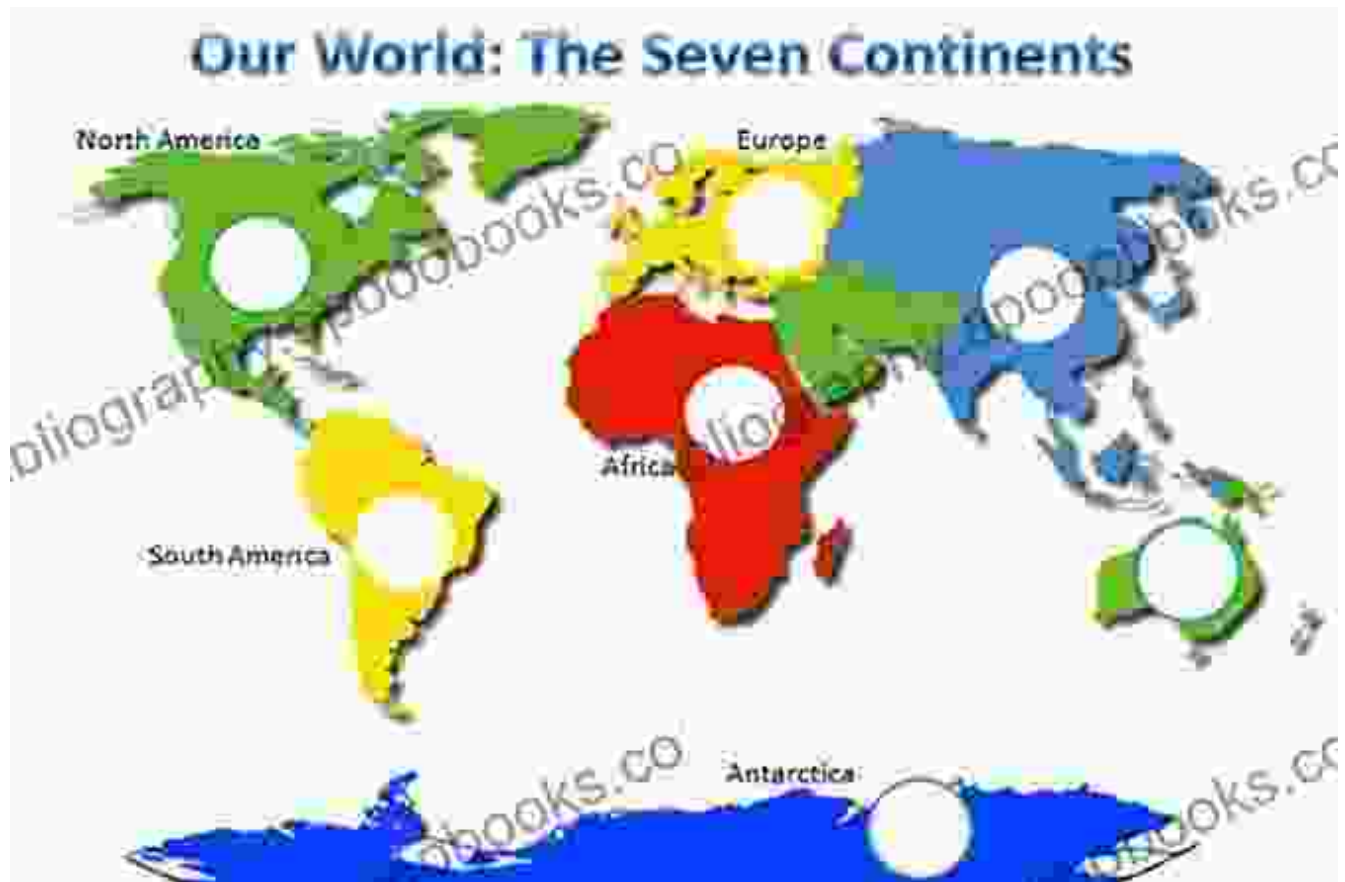 Our World: The Seven Continents
North America
Europe
Africa
South America
Antarctica